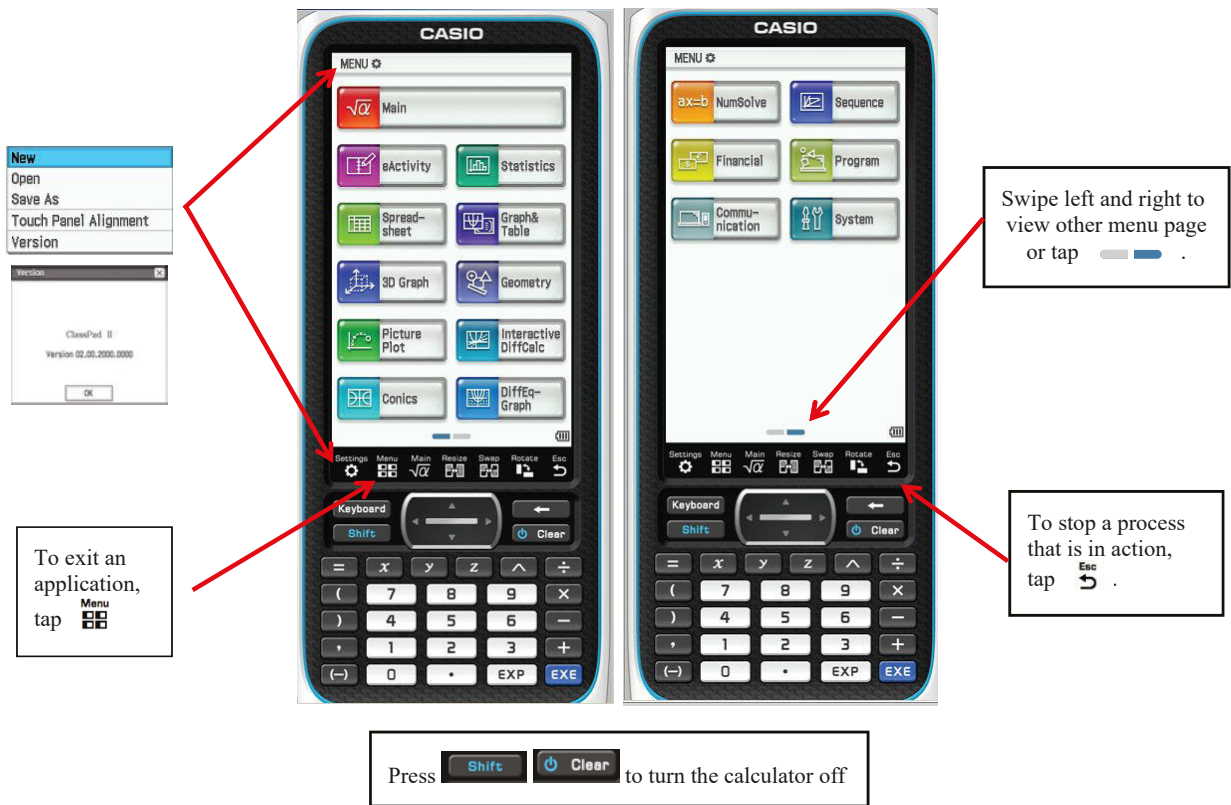 New
Open
Save As
Touch Panel Alignment
Version
Version
ClassPad II
Version 02.00.2000.0000
OK
To exit an
application,
tap Menu
CASIO
MENU
√α Main
eActivity
Statistics
Spread-
sheet
Graph&
Table
3D Graph
Geometry
Picture
Plot
Interactive
DiffCalc
Conics
DiffEq-
Graph
Settings Menu Main Resize Swap Rotate Esc
√α
Keyboard
Shift
Clear
= x y z ^ ÷
( 7 8 9 ×
) 4 5 6 −
, 1 2 3 +
(−) 0 · EXP EXE
CASIO
MENU
ax=b NumSolve
Sequence
Financial
Program
Commu-
nication
System
Settings Menu Main Resize Swap Rotate Esc
√α
Keyboard
Shift
Clear
= x y z ^ ÷
( 7 8 9 ×
) 4 5 6 −
, 1 2 3 +
(−) 0 · EXP EXE
Swipe left and right to
view other menu page
or tap .
To stop a process
that is in action,
tap Esc .
Press Shift Clear to turn the calculator off